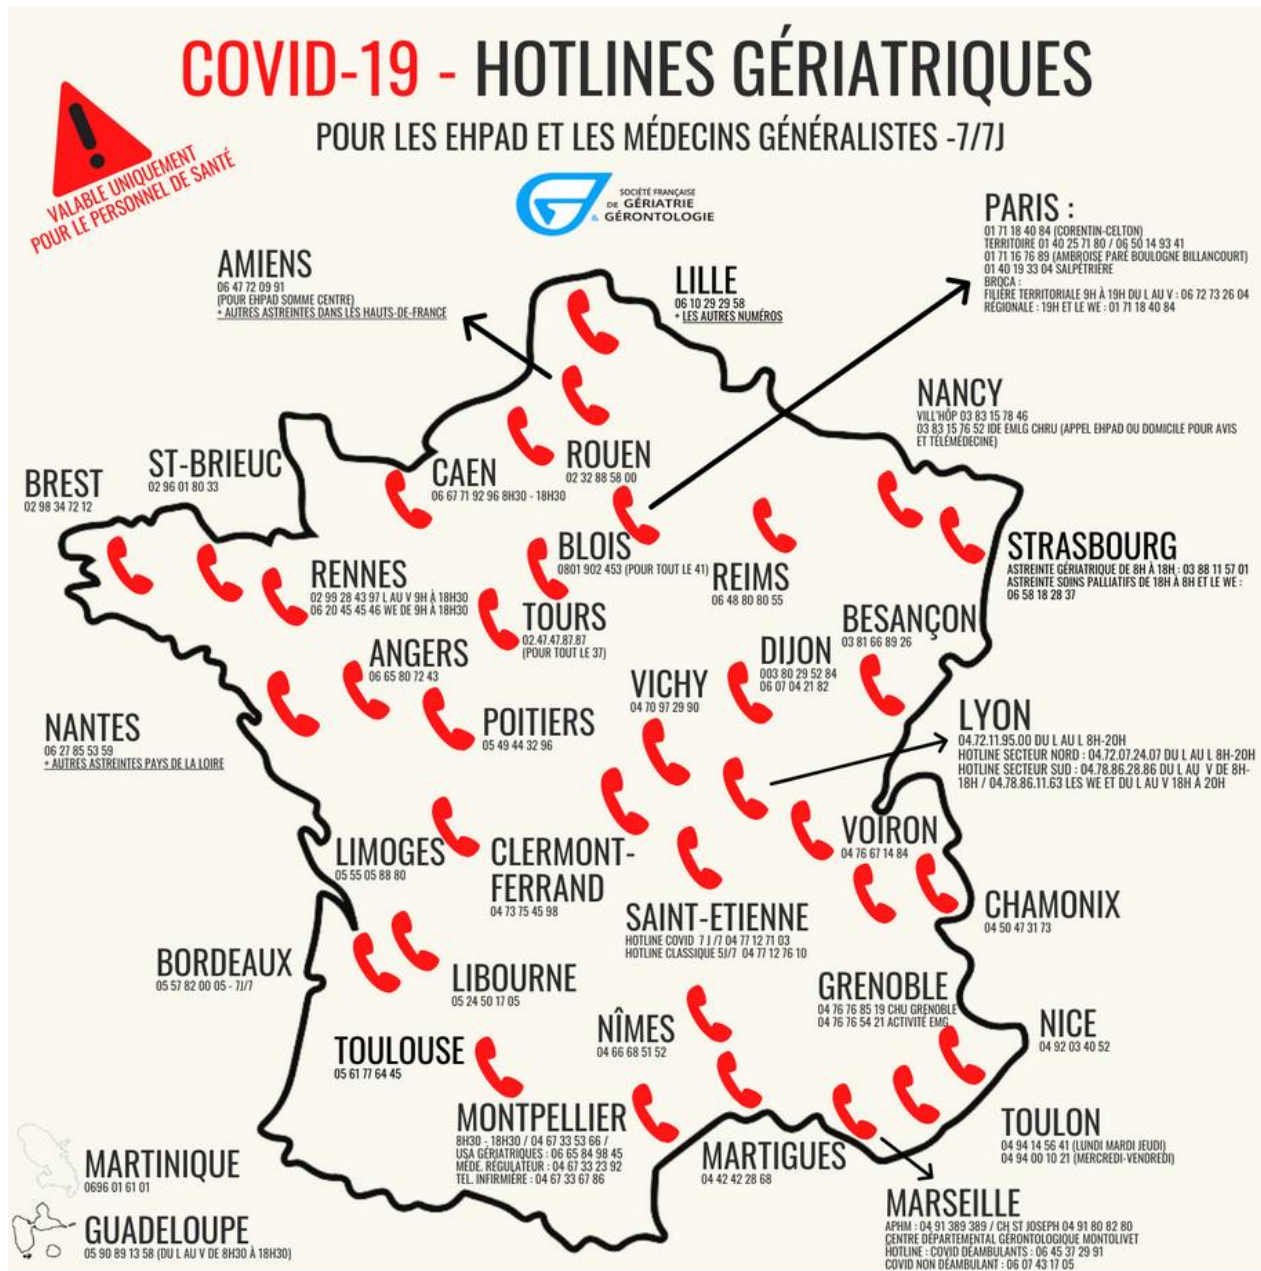 COVID-19 - HOTLINES GÉRIATRIQUES
POUR LES EHPAD ET LES MÉDECINS GÉNÉRALISTES -7/7J
VALABLE UNIQUEMENT
POUR LE PERSONNEL DE SANTÉ
SOCIÉTÉ FRANÇAISE
DE GÉRIATRIE
& GÉRONTOLOGIE
PARIS :
01 71 18 40 84 (CORENTIN-CELTON)
TERRITOIRE 01 40 25 71 80 / 06 50 14 93 41
01 71 16 76 89 (AMBROISE PARÉ BOULOGNE BILLANCOURT)
01 40 19 33 04 SALPÉTRIÈRE
BROCA :
FILIÈRE TERRITORIALE 9H À 19H DU L AU V : 06 72 73 26 04
RÉGIONALE : 19H ET LE WE : 01 71 18 40 84
AMIENS
06 47 72 09 91
(POUR EHPAD SOMME CENTRE)
+ AUTRES ASTREINTES DANS LES HAUTS-DE-FRANCE
LILLE
06 10 29 29 58
+ LES AUTRES NUMÉROS
NANCY
VILL'HÔP 03 83 15 78 46
03 83 15 76 52 IDE EMLG CHRU (APPEL EHPAD OU DOMICILE POUR AVIS
ET TÉLÉMÉDECINE)
BREST
02 98 34 72 12
ST-BRIEUC
02 96 01 80 33
CAEN
06 67 71 92 96 8H30 - 18H30
ROUEN
02 32 88 58 00
RENNES
02 99 28 43 97 L AU V 9H À 18H30
06 20 45 45 46 WE DE 9H À 18H30
BLOIS
0801 902 453 (POUR TOUT LE 41)
REIMS
06 48 80 80 55
STRASBOURG
ASTREINTE GÉRIATRIQUE DE 8H À 18H : 03 88 11 57 01
ASTREINTE SOINS PALLIATIFS DE 18H À 8H ET LE WE :
06 58 18 28 37
TOURS
02.47.47.87.87
(POUR TOUT LE 37)
BESANÇON
03 81 66 89 26
ANGERS
06 65 80 72 43
DIJON
003 80 29 52 84
06 07 04 21 82
VICHY
04 70 97 29 90
NANTES
06 27 85 53 59
+ AUTRES ASTREINTES PAYS DE LA LOIRE
POITIERS
05 49 44 32 96
LYON
04.72.11.95.00 DU L AU L 8H-20H
HOTLINE SECTEUR NORD : 04.72.07.24.07 DU L AU L 8H-20H
HOTLINE SECTEUR SUD : 04.78.86.28.86 DU L AU V DE 8H-
18H / 04.78.86.11.63 LES WE ET DU L AU V 18H À 20H
LIMOGES
05 55 05 88 80
CLERMONT-
FERRAND
04 73 75 45 98
VOIRON
04 76 67 14 84
SAINT-ETIENNE
HOTLINE COVID 7 J /7 04 77 12 71 03
HOTLINE CLASSIQUE 5J/7 04 77 12 76 10
CHAMONIX
04 50 47 31 73
BORDEAUX
05 57 82 00 05 - 7J/7
LIBOURNE
05 24 50 17 05
GRENOBLE
04 76 76 85 19 CHU GRENOBLE
04 76 76 54 21 ACTIVITÉ EMG
NÎMES
04 66 68 51 52
NICE
04 92 03 40 52
TOULOUSE
05 61 77 64 45
MONTPELLIER
8H30 - 18H30 / 04 67 33 53 66 /
USA GÉRIATRIQUES : 06 65 84 98 45
MÉDE. RÉGULATEUR : 04 67 33 23 92
TEL. INFIRMIÈRE : 04 67 33 67 86
MARTIGUES
04 42 42 28 68
TOULON
04 94 14 56 41 (LUNDI MARDI JEUDI)
04 94 00 10 21 (MERCREDI-VENDREDI)
MARTINIQUE
0696 01 61 01
GUADELOUPE
05 90 89 13 58 (DU L AU V DE 8H30 À 18H30)
MARSEILLE
APHM : 04 91 389 389 / CH ST JOSEPH 04 91 80 82 80
CENTRE DÉPARTEMENTAL GÉRONTOLOGIQUE MONTOLIVET
HOTLINE : COVID DÉAMBULANTS : 06 45 37 29 91
COVID NON DÉAMBULANT : 06 07 43 17 05